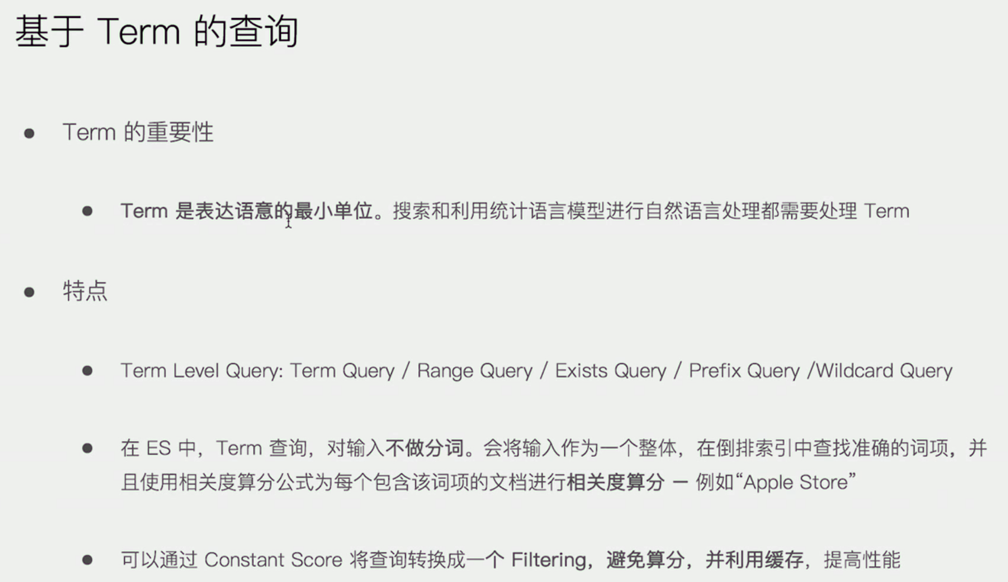 基于 Term 的查询
● Term 的重要性
● Term 是表达语意的最小单位。搜索和利用统计语言模型进行自然语言处理都需要处理 Term
● 特点
● Term Level Query: Term Query / Range Query / Exists Query / Prefix Query /Wildcard Query
● 在 ES 中，Term 查询，对输入不做分词。会将输入作为一个整体，在倒排索引中查找准确的词项，并
且使用相关度算分公式为每个包含该词项的文档进行相关度算分 – 例如“Apple Store”
● 可以通过 Constant Score 将查询转换成一个 Filtering，避免算分，并利用缓存，提高性能